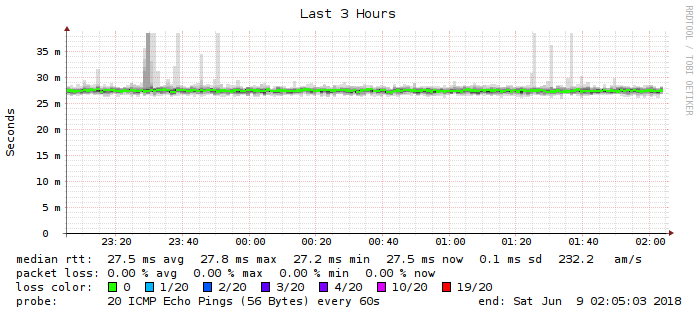 Last 3 Hours
RRDTOOL / TOBI OETIKER
Seconds
35 m
30 m
25 m
20 m
15 m
10 m
5 m
0
23:20 23:40 00:00 00:20 00:40 01:00 01:20 01:40 02:00
median rtt: 27.5 ms avg 27.8 ms max 27.2 ms min 27.5 ms now 0.1 ms sd 232.2 am/s
packet loss: 0.00 % avg 0.00 % max 0.00 % min 0.00 % now
loss color: 0 1/20 2/20 3/20 4/20 10/20 19/20
probe: 20 ICMP Echo Pings (56 Bytes) every 60s end: Sat Jun 9 02:05:03 2018